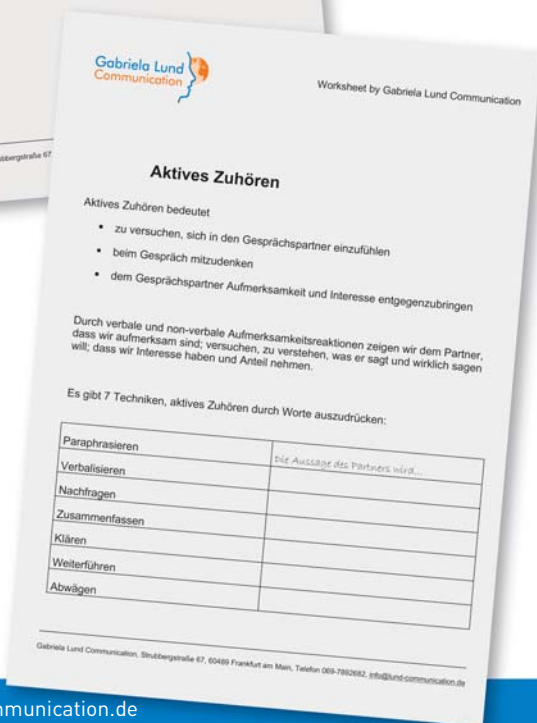 Gabriela Lund
Communication
Worksheet by Gabriela Lund Communication
Aktives Zuhören
Aktives Zuhören bedeutet
▪ zu versuchen, sich in den Gesprächspartner einzufühlen
▪ beim Gespräch mitzudenken
▪ dem Gesprächspartner Aufmerksamkeit und Interesse entgegenzubringen
Durch verbale und non-verbale Aufmerksamkeitsreaktionen zeigen wir dem Partner,
dass wir aufmerksam sind; versuchen, zu verstehen, was er sagt und wirklich sagen
will; dass wir Interesse haben und Anteil nehmen.
Es gibt 7 Techniken, aktives Zuhören durch Worte auszudrücken:
Paraphrasieren Die Aussage des Partners wird...
Verbalisieren
Nachfragen
Zusammenfassen
Klären
Weiterführen
Abwägen
Gabriela Lund Communication, Strubbergstraße 67, 60489 Frankfurt am Main, Telefon 069-7892682, info@lund-communication.de
munication.de